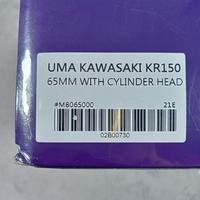 UMA KAWASAKI KR150
65MM WITH CYLINDER HEAD
#MB065000 21E
02B00730